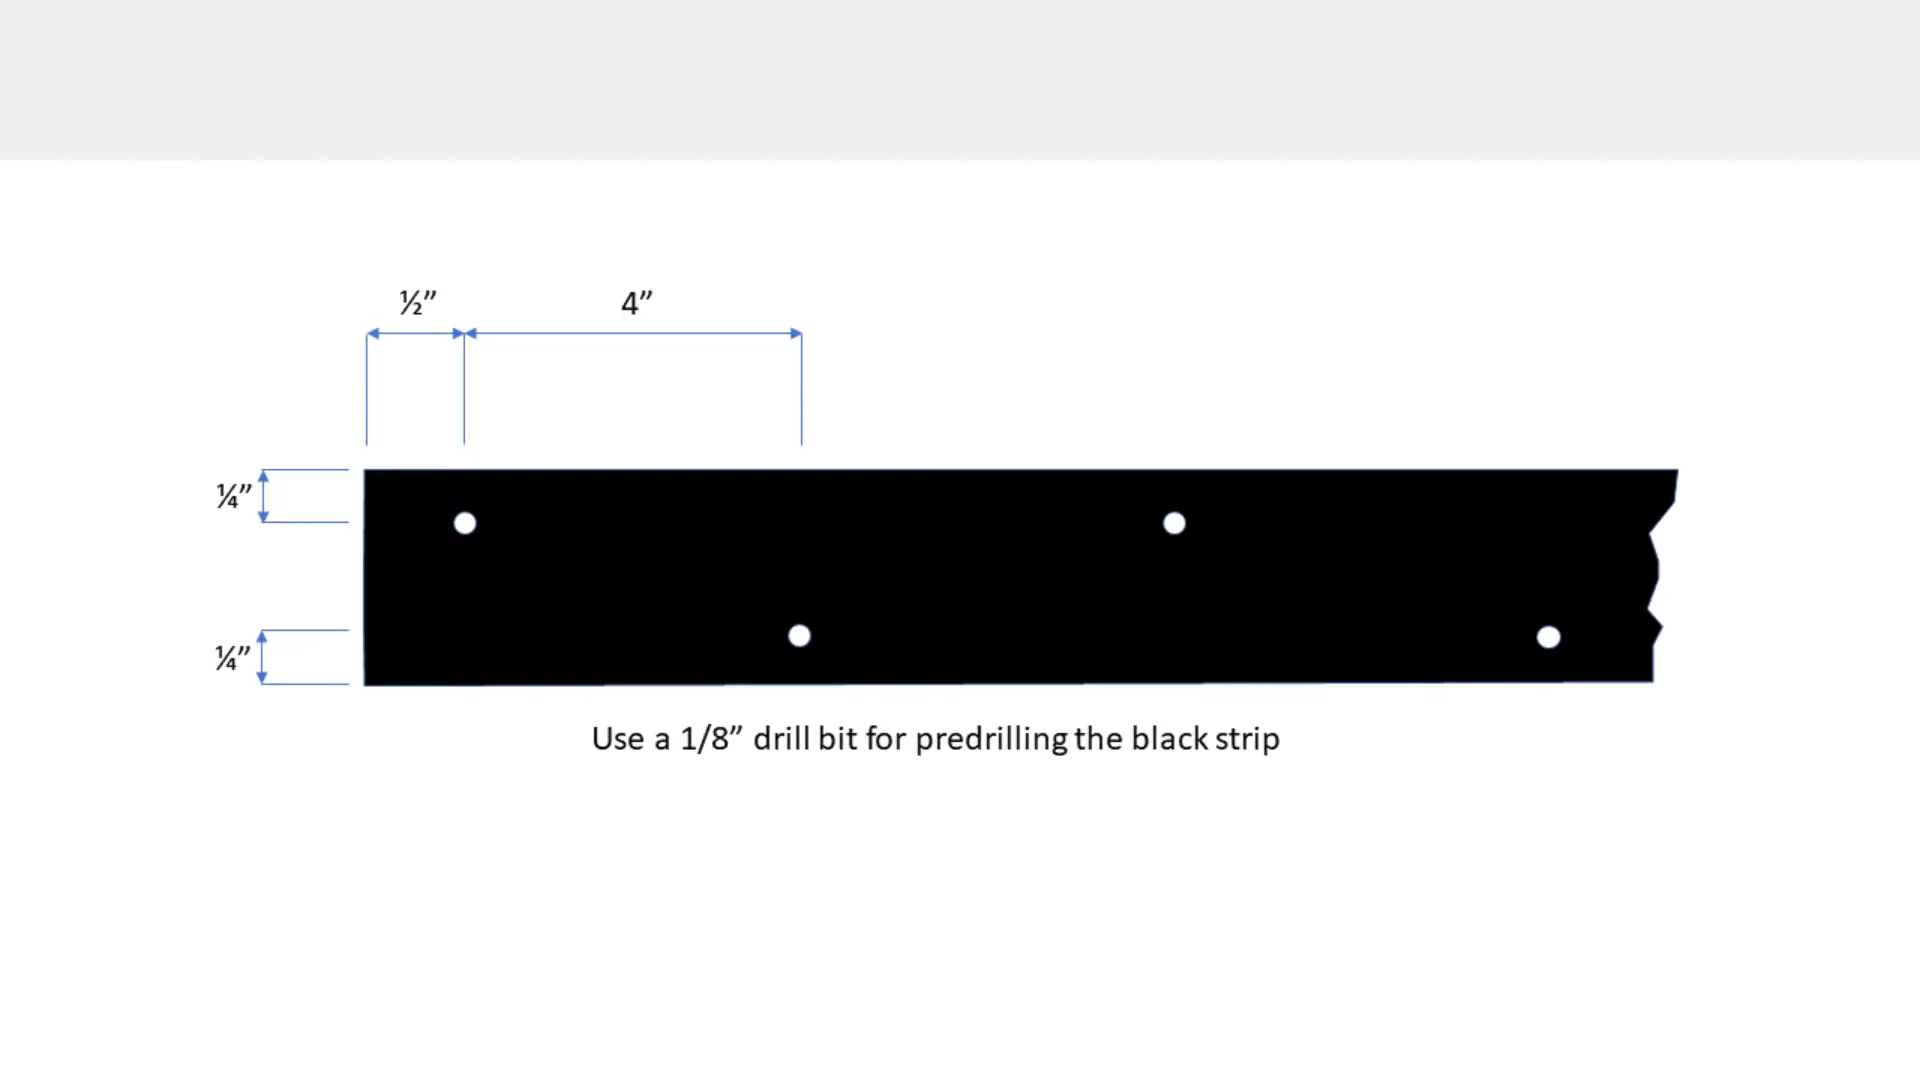 ½” 4”
¼”
¼”
Use a 1/8” drill bit for predrilling the black strip